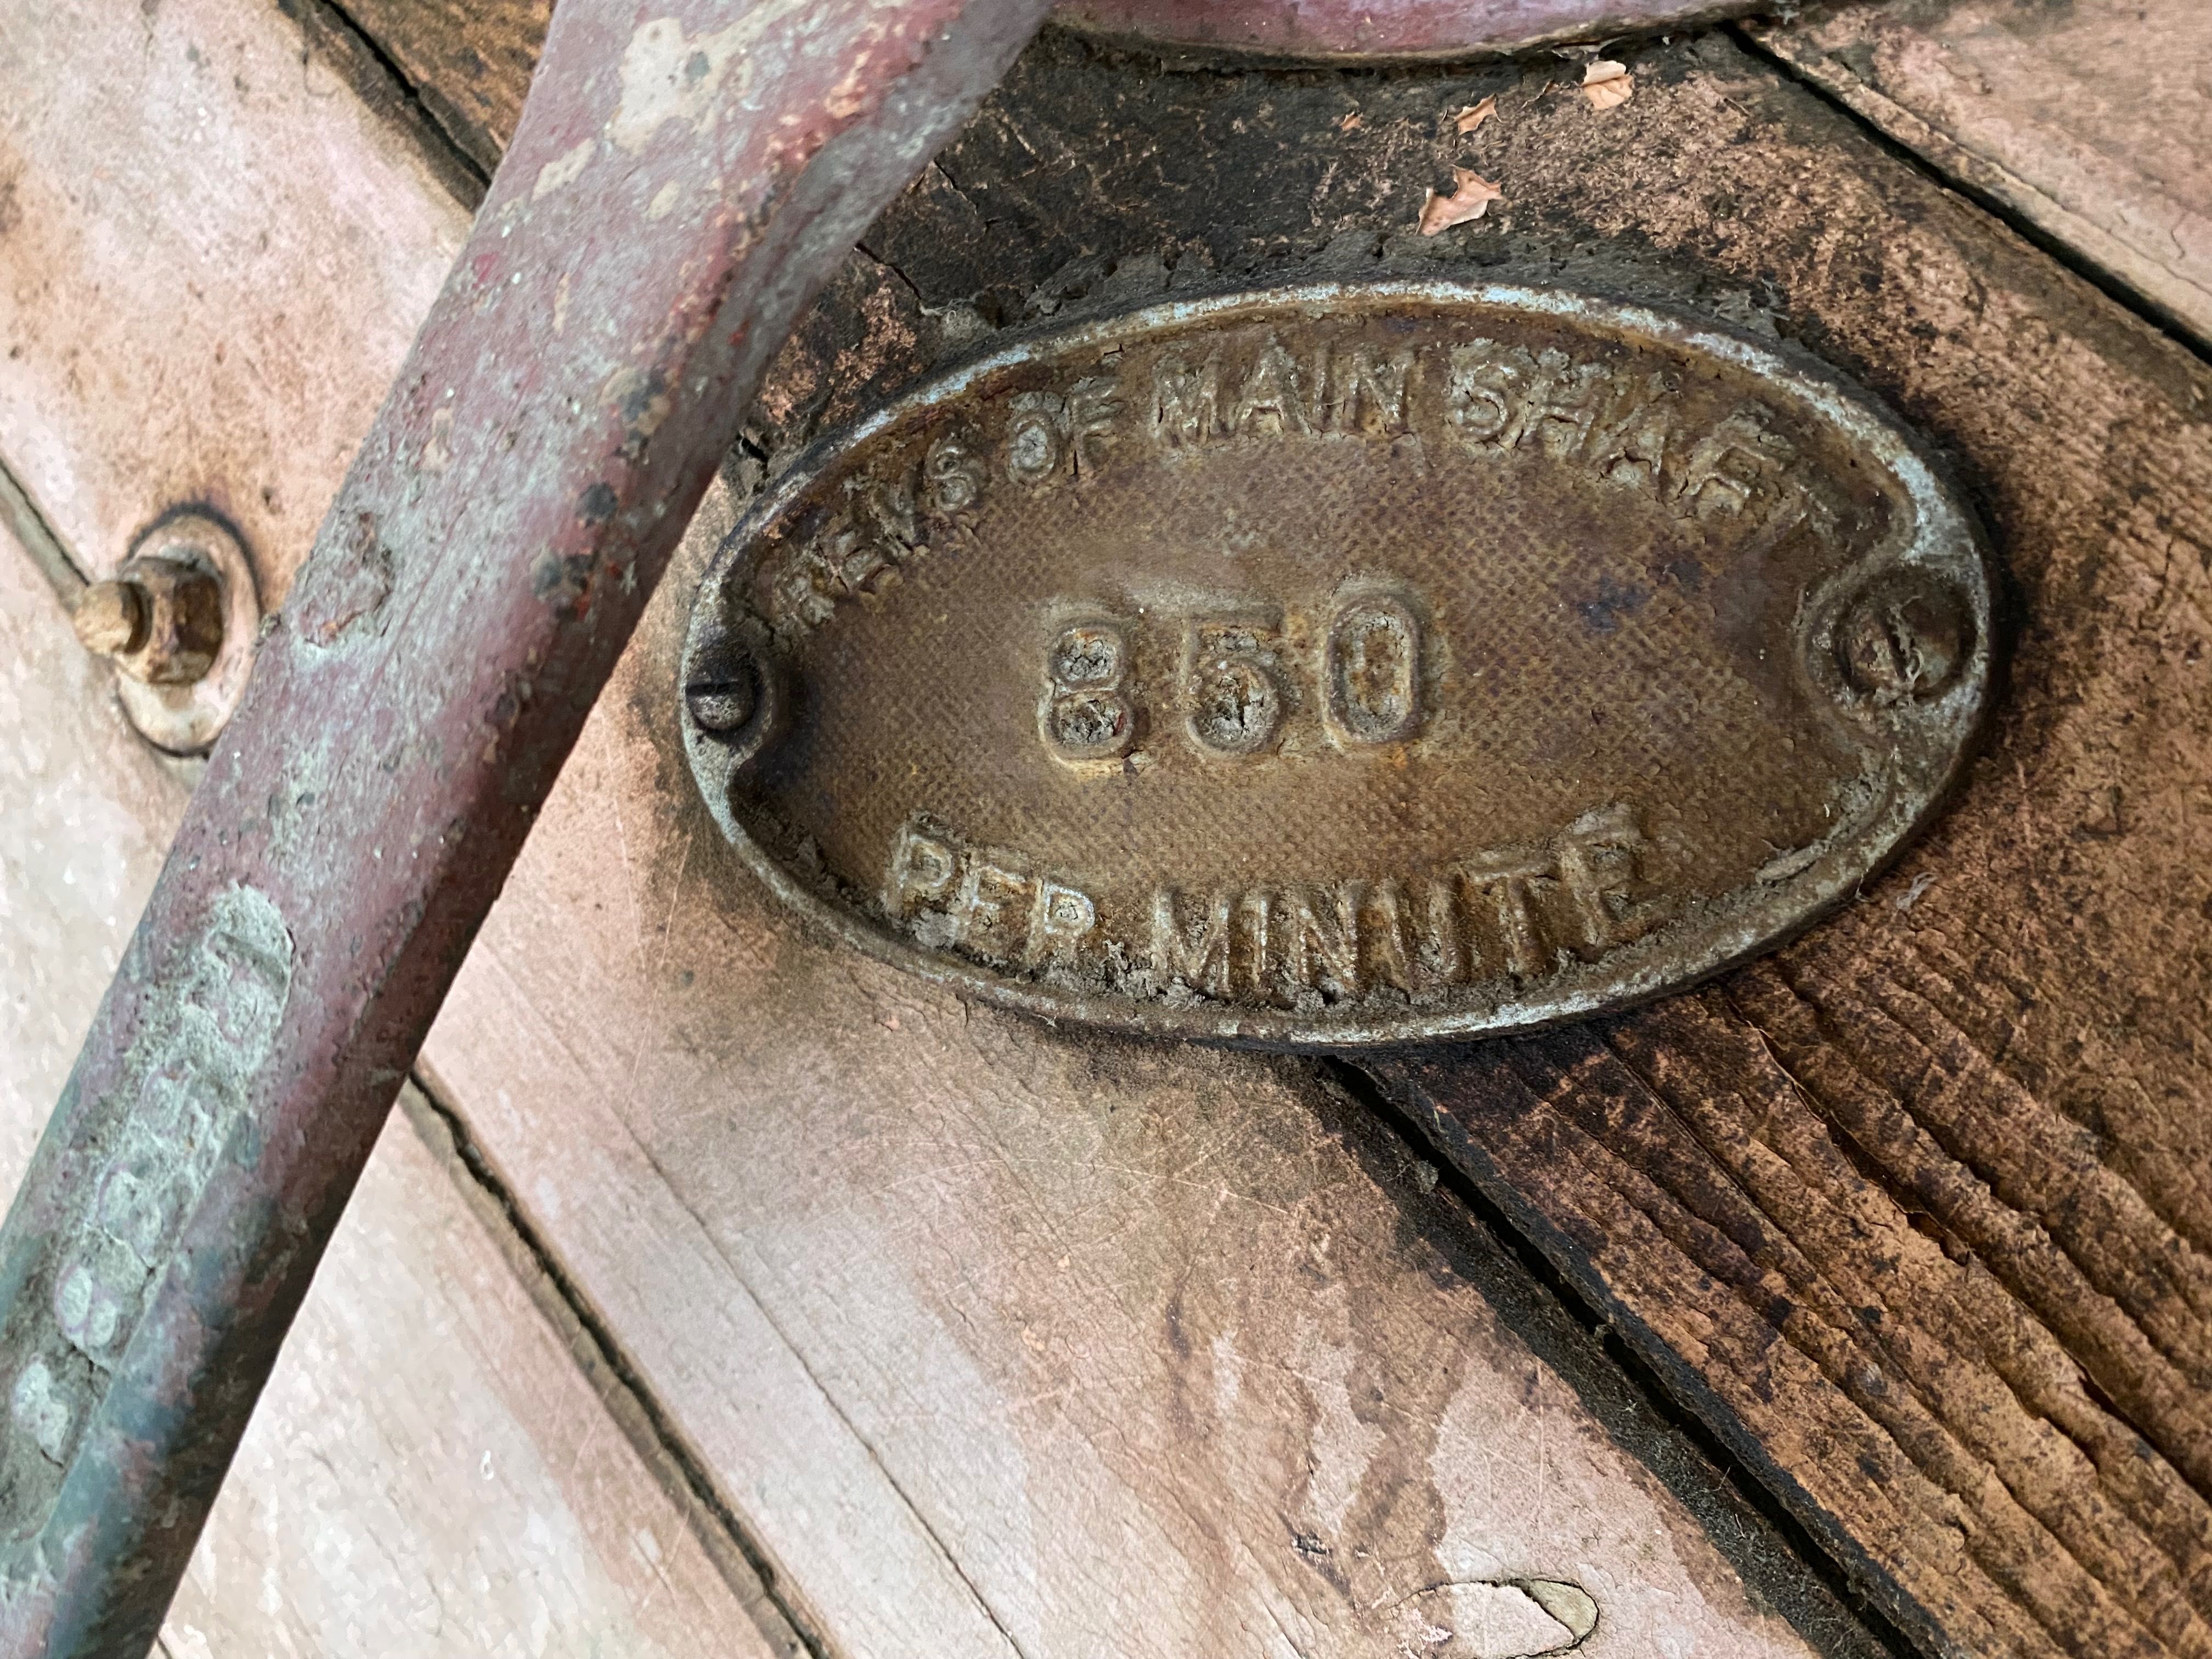 REVS OF MAIN SHAFT
850
PER MINUTE